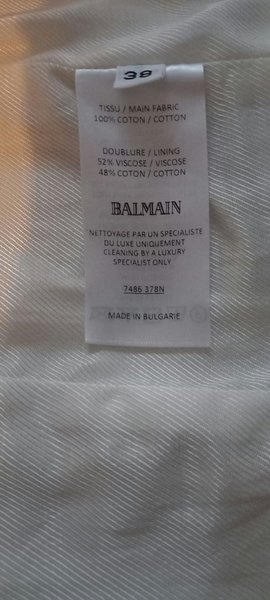 38
TISSU / MAIN FABRIC
100% COTON / COTTON
DOUBLURE / LINING
52% VISCOSE / VISCOSE
48% COTON / COTTON
BALMAIN
NETTOYAGE PAR UN SPECIALISTE
DU LUXE UNIQUEMENT
CLEANING BY A LUXURY
SPECIALIST ONLY
7486 378N
MADE IN BULGARIE